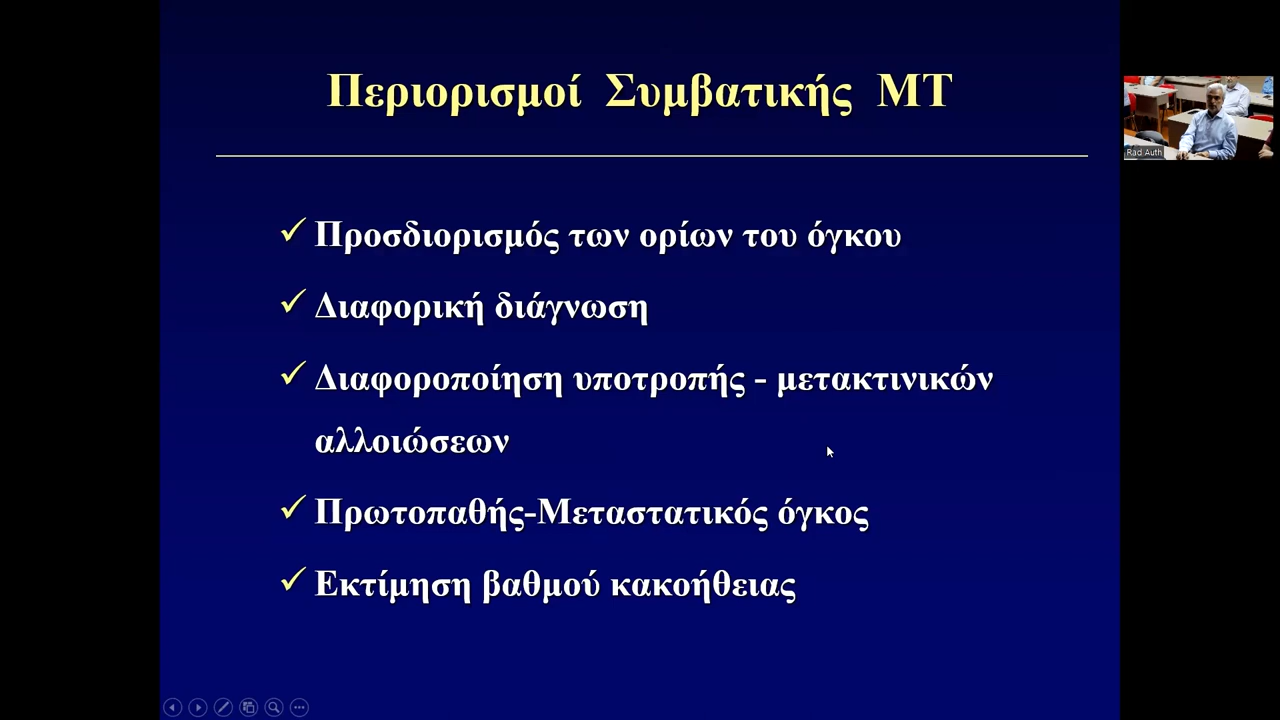 Περιορισμοί Συμβατικής ΜΤ
Προσδιορισμός των ορίων του όγκου
Διαφορική διάγνωση
Διαφοροποίηση υποτροπής - μετακτινικών
αλλοιώσεων
Πρωτοπαθής-Μεταστατικός όγκος
Εκτίμηση βαθμού κακοήθειας
Rad Auth